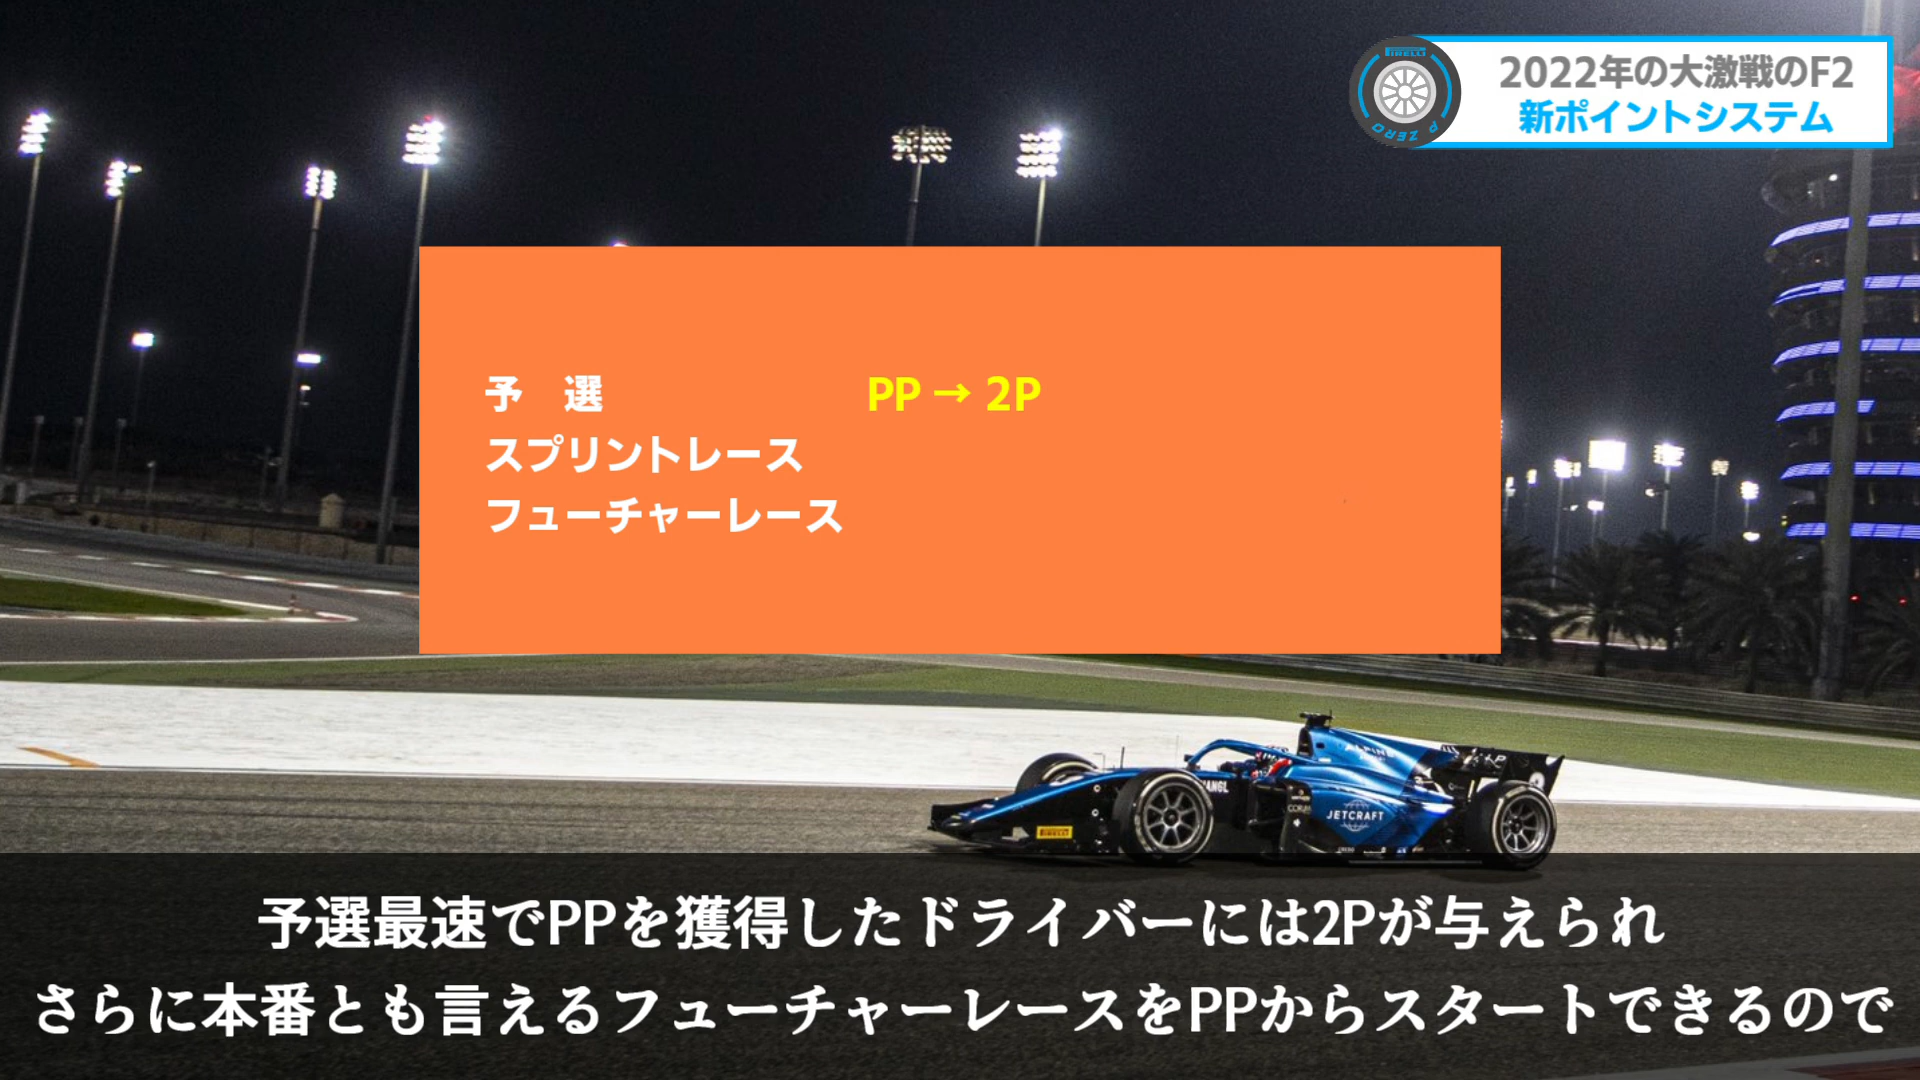 PIRELLI
P ZERO
2022年の大激戦のF2
新ポイントシステム
予　選　PP → 2P
スプリントレース
フューチャーレース
ALPINE
JETCRAFT
PIRELLI
予選最速でPPを獲得したドライバーには2Pが与えられ
さらに本番とも言えるフューチャーレースをPPからスタートできるので